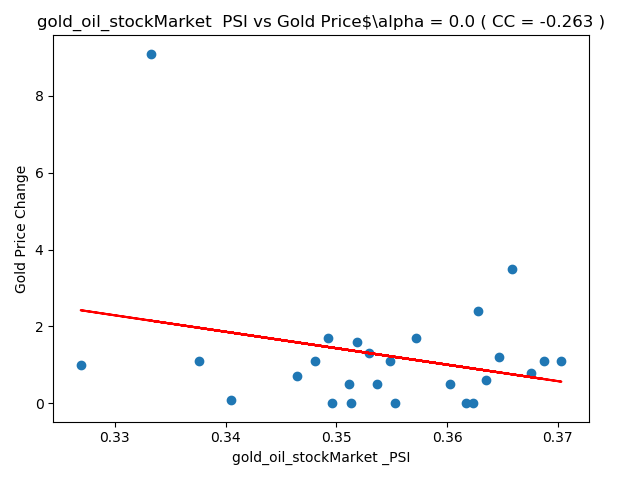 gold_oil_stockMarket  PSI vs Gold Price$\alpha = 0.0 ( CC = -0.263 )
Gold Price Change
8
6
4
2
0
0.33 0.34 0.35 0.36 0.37
gold_oil_stockMarket _PSI